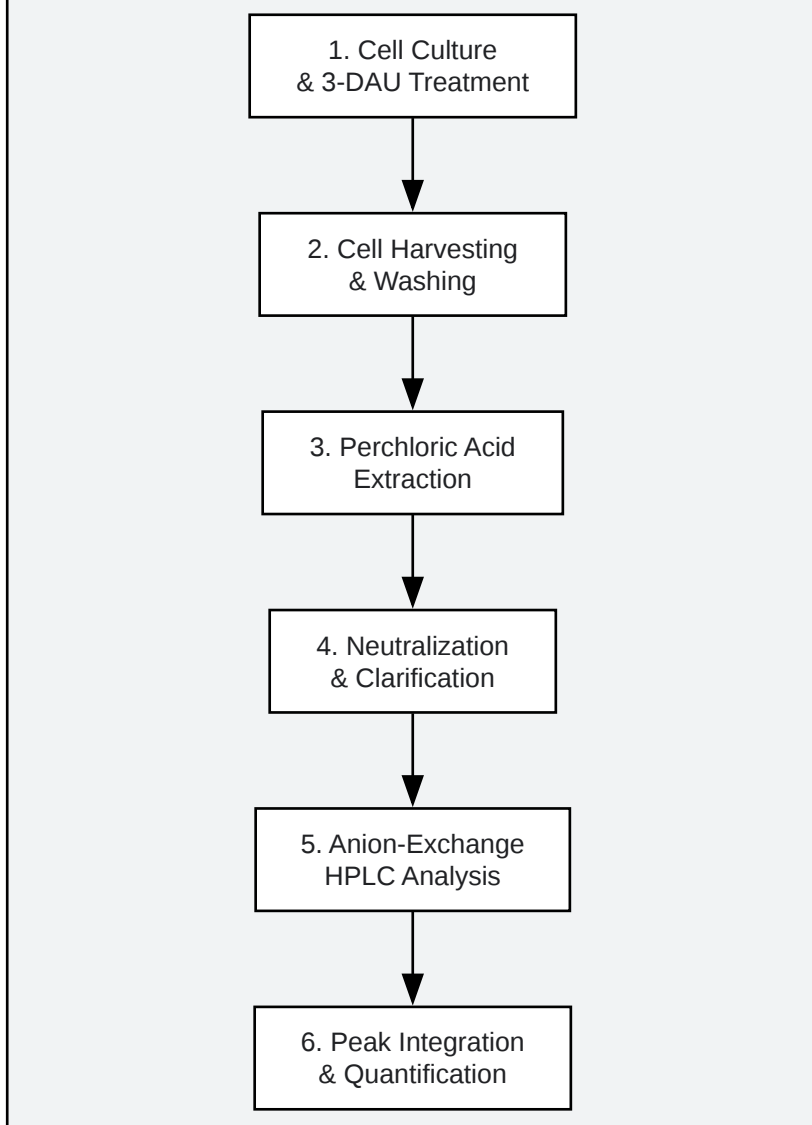 1. Cell Culture
& 3-DAU Treatment
2. Cell Harvesting
& Washing
3. Perchloric Acid
Extraction
4. Neutralization
& Clarification
5. Anion-Exchange
HPLC Analysis
6. Peak Integration
& Quantification